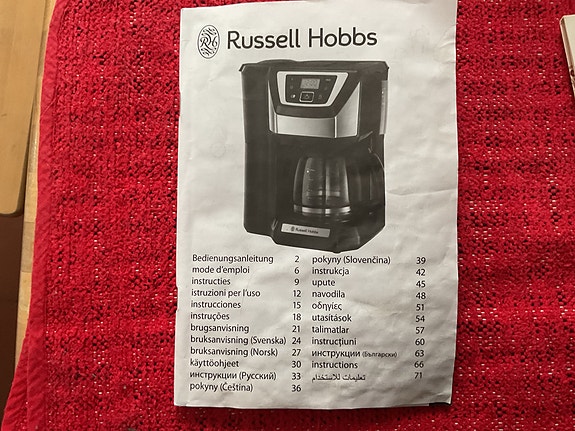 Russell Hobbs
Russell Hobbs
Bedienungsanleitung 2
mode d'emploi 6
instructies 9
istruzioni per l'uso 12
instrucciones 15
instruções 18
brugsanvisning 21
bruksanvisning (Svenska) 24
bruksanvisning (Norsk) 27
käyttöohjeet 30
инструкции (Русский) 33
pokyny (Čeština) 36
pokyny (Slovenčina) 39
instrukcja 42
upute 45
navodila 48
οδηγίες 51
utasítások 54
talimatlar 57
instrucțiuni 60
инструкции (Български) 63
instructions 66
تعليمات للاستخدام 71